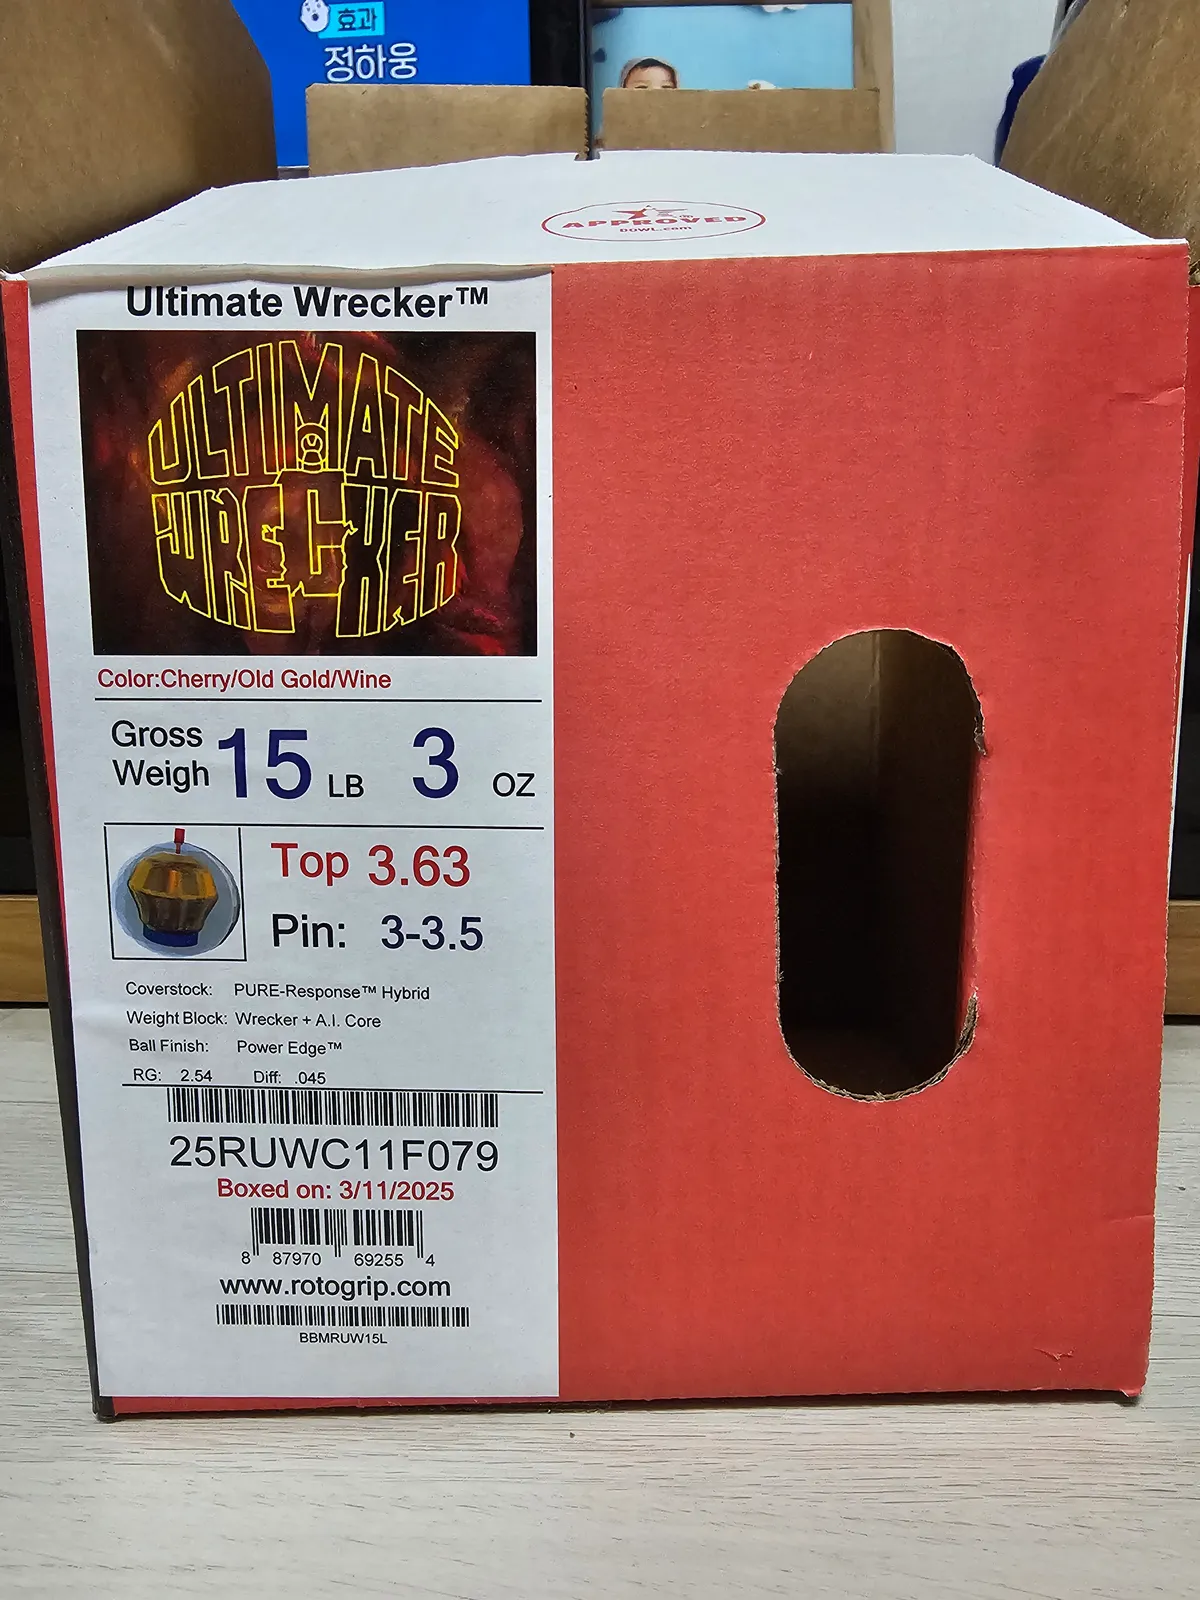 효과
정하웅
APPROVED
BOWL.com
Ultimate Wrecker™
ULTIMATE
WRECKER
Color:Cherry/Old Gold/Wine
Gross
Weigh 15 LB 3 OZ
Top 3.63
Pin: 3-3.5
Coverstock: PURE-Response™ Hybrid
Weight Block: Wrecker + A.I. Core
Ball Finish: Power Edge™
RG: 2.54 Diff: .045
25RUWC11F079
Boxed on: 3/11/2025
8 87970 69255 4
www.rotogrip.com
BBMRUW15L